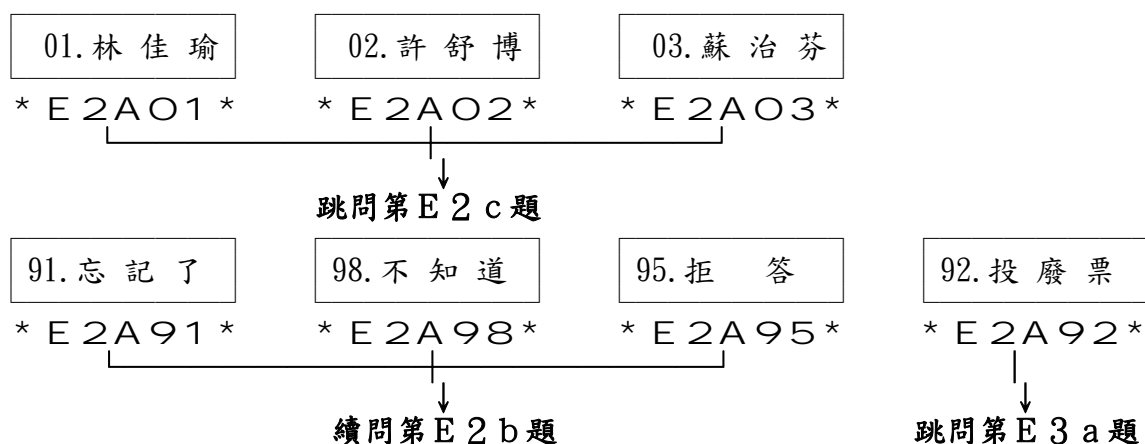 01.林 佳 瑜 02.許 舒 博 03.蘇 治 芬
*E2A01* *E2A02* *E2A03*
跳問第E2c題
91.忘 記 了 98.不 知 道 95.拒 答 92.投 廢 票
*E2A91* *E2A98* *E2A95* *E2A92*
續問第E2b題 跳問第E3a題